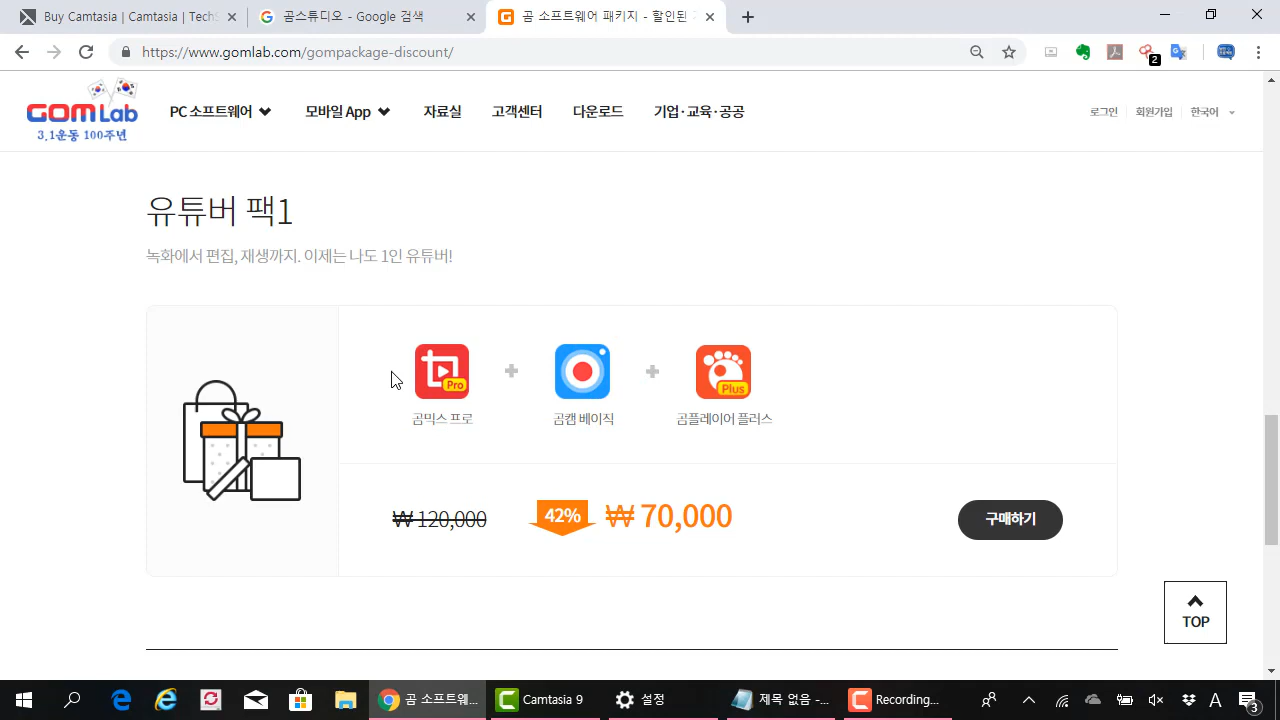 Buy Camtasia | Camtasia | TechS
곰스튜디오 - Google 검색
곰 소프트웨어 패키지 - 할인된
https://www.gomlab.com/gompackage-discount/
2
GOM Lab
3.1운동 100주년
PC 소프트웨어
모바일 App
자료실
고객센터
다운로드
기업·교육·공공
로그인
회원가입
한국어
유튜버 팩1
녹화에서 편집, 재생까지. 이제는 나도 1인 유튜버!
Pro
Plus
곰믹스 프로
곰캠 베이직
곰플레이어 플러스
₩ 120,000
42%
₩ 70,000
구매하기
TOP
곰 소프트웨...
Camtasia 9
설정
제목 없음 -...
Recording...
A
3